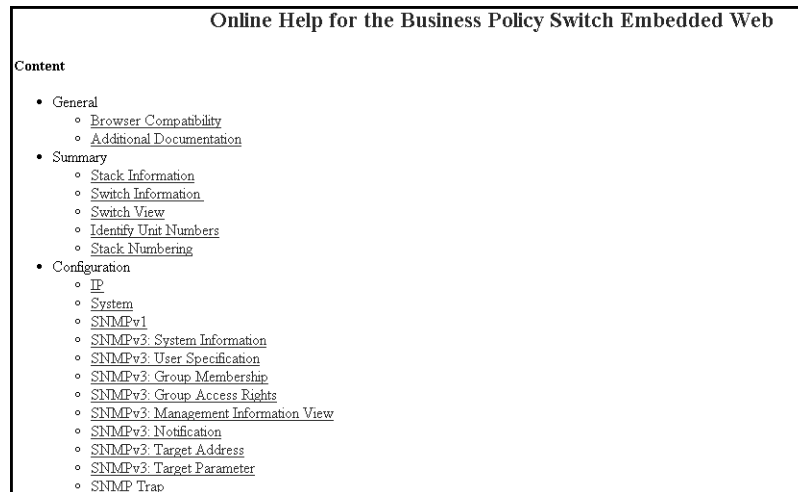 Online Help for the Business Policy Switch Embedded Web
Content
General
Browser Compatibility
Additional Documentation
Summary
Stack Information
Switch Information
Switch View
Identify Unit Numbers
Stack Numbering
Configuration
IP
System
SNMPv1
SNMPv3: System Information
SNMPv3: User Specification
SNMPv3: Group Membership
SNMPv3: Group Access Rights
SNMPv3: Management Information View
SNMPv3: Notification
SNMPv3: Target Address
SNMPv3: Target Parameter
SNMP Trap